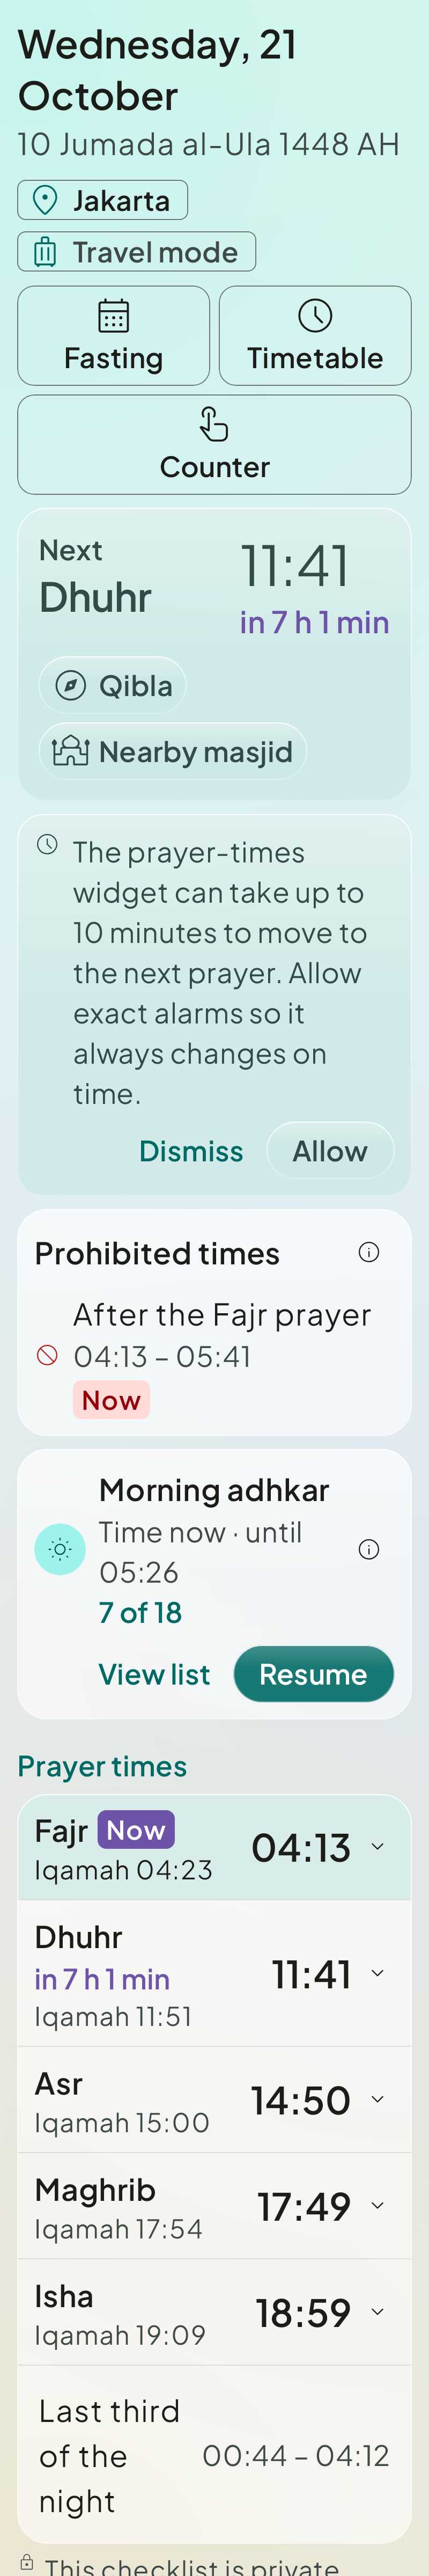 Wednesday, 21
October
10 Jumada al-Ula 1448 AH
Jakarta
Travel mode
Fasting
Timetable
Counter
Next
Dhuhr
11:41
in 7 h 1 min
Qibla
Nearby masjid
The prayer-times
widget can take up to
10 minutes to move to
the next prayer. Allow
exact alarms so it
always changes on
time.
Dismiss
Allow
Prohibited times
After the Fajr prayer
04:13 – 05:41
Now
Morning adhkar
Time now · until
05:26
7 of 18
View list
Resume
Prayer times
Fajr Now
Iqamah 04:23
04:13
Dhuhr
in 7 h 1 min
Iqamah 11:51
11:41
Asr
Iqamah 15:00
14:50
Maghrib
Iqamah 17:54
17:49
Isha
Iqamah 19:09
18:59
Last third
of the
night
00:44 – 04:12
This checklist is private